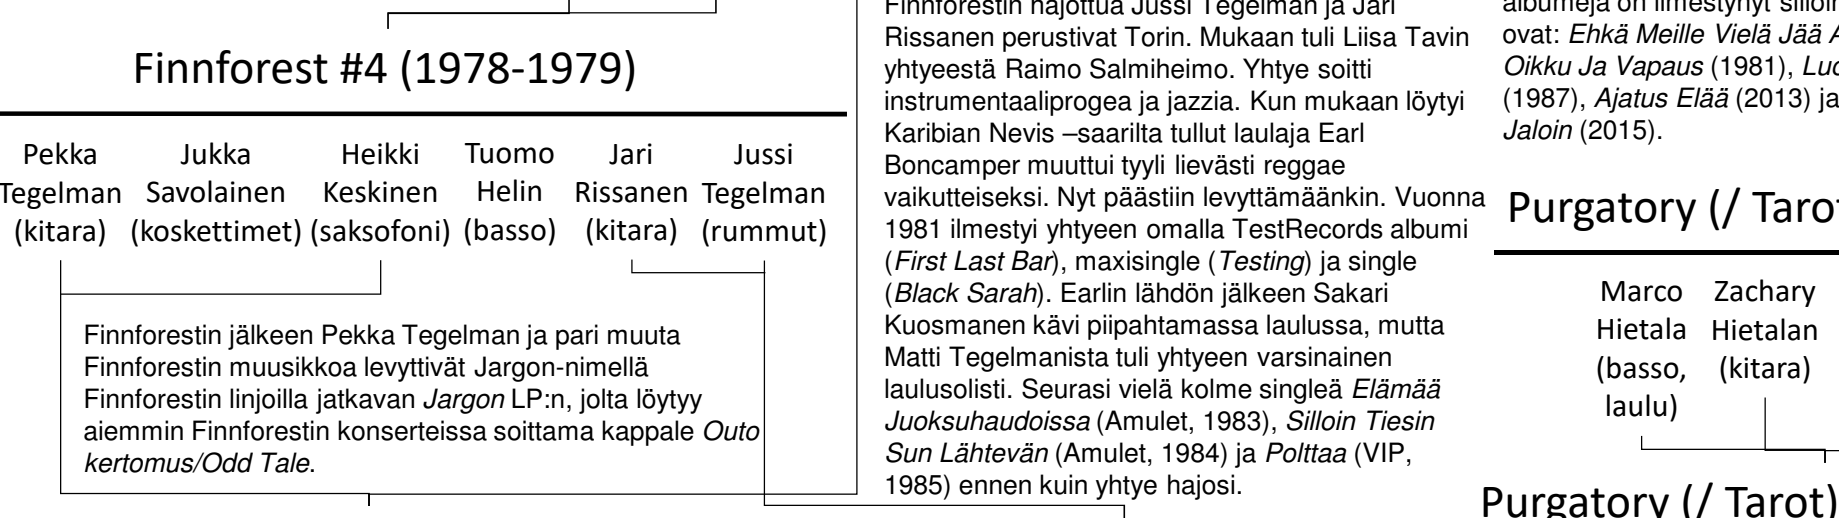 Finnforest #4 (1978-1979)
Pekka Tegelman (kitara)
Jukka Savolainen (koskettimet)
Heikki Keskinen (saksofoni)
Tuomo Helin (basso)
Jari Rissanen (kitara)
Jussi Tegelman (rummut)
Finnforestin jälkeen Pekka Tegelman ja pari muuta
Finnforestin muusikkoa levyttivät Jargon-nimellä
Finnforestin linjoilla jatkavan Jargon LP:n, jolta löytyy
aiemmin Finnforestin konserteissa soittama kappale Outo
kertomus/Odd Tale.
Finnforestin hajottua Jussi Tegelman ja Jari
Rissanen perustivat Torin. Mukaan tuli Liisa Tavin
yhtyeestä Raimo Salmiheimo. Yhtye soitti
instrumentaaliprogea ja jazzia. Kun mukaan löytyi
Karibian Nevis –saarilta tullut laulaja Earl
Boncamper muuttui tyyli lievästi reggae
vaikutteiseksi. Nyt päästiin levyttämäänkin. Vuonna
1981 ilmestyi yhtyeen omalla TestRecords albumi
(First Last Bar), maxisingle (Testing) ja single
(Black Sarah). Earlin lähdön jälkeen Sakari
Kuosmanen kävi piipahtamassa laulussa, mutta
Matti Tegelmanista tuli yhtyeen varsinainen
laulusolisti. Seurasi vielä kolme singleä Elämää
Juoksuhaudoissa (Amulet, 1983), Silloin Tiesin
Sun Lähtevän (Amulet, 1984) ja Polttaa (VIP,
1985) ennen kuin yhtye hajosi.
albumeja on ilmestynyt silloin
ovat: Ehkä Meille Vielä Jää
Oikku Ja Vapaus (1981),
(1987), Ajatus Elää (2013) ja
Jaloin (2015).
Purgatory (/ Tarot
Marco Hietala (basso, laulu)
Zachary Hietalan (kitara)
Purgatory (/ Tarot)